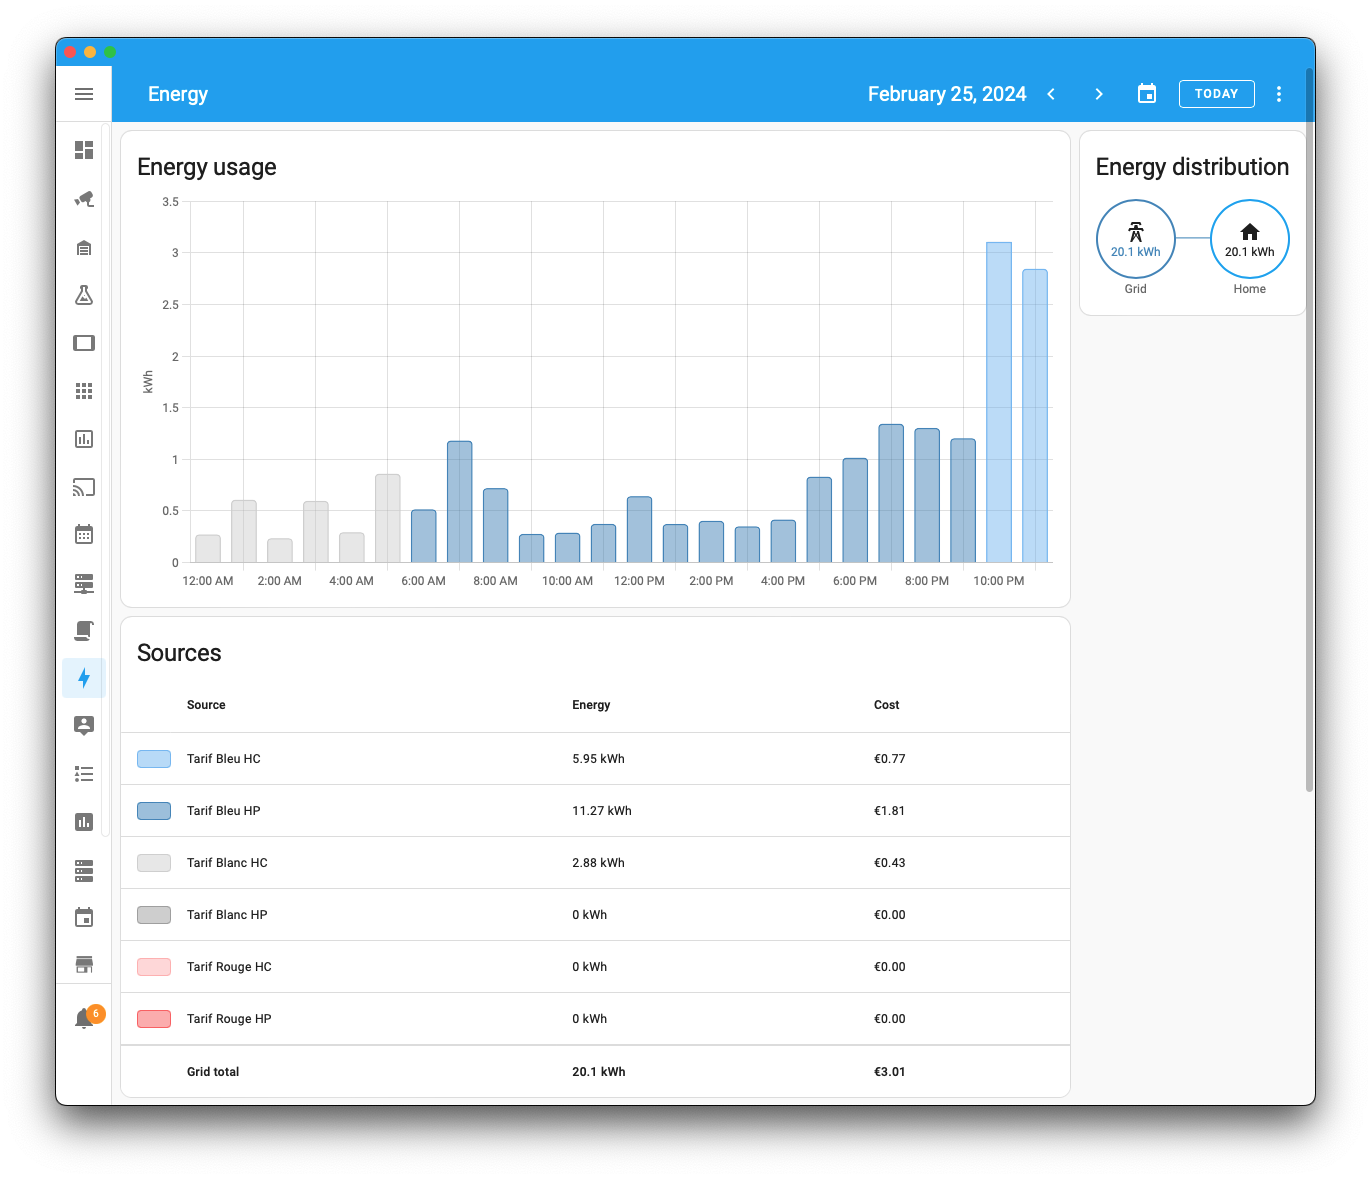 Energy
February 25, 2024
TODAY
Energy usage
3.5
3
2.5
2
1.5
1
0.5
0
kWh
12:00 AM 2:00 AM 4:00 AM 6:00 AM 8:00 AM 10:00 AM 12:00 PM 2:00 PM 4:00 PM 6:00 PM 8:00 PM 10:00 PM
Energy distribution
20.1 kWh 20.1 kWh
Grid Home
Sources
Source Energy Cost
Tarif Bleu HC 5.95 kWh €0.77
Tarif Bleu HP 11.27 kWh €1.81
Tarif Blanc HC 2.88 kWh €0.43
Tarif Blanc HP 0 kWh €0.00
Tarif Rouge HC 0 kWh €0.00
Tarif Rouge HP 0 kWh €0.00
Grid total 20.1 kWh €3.01
6